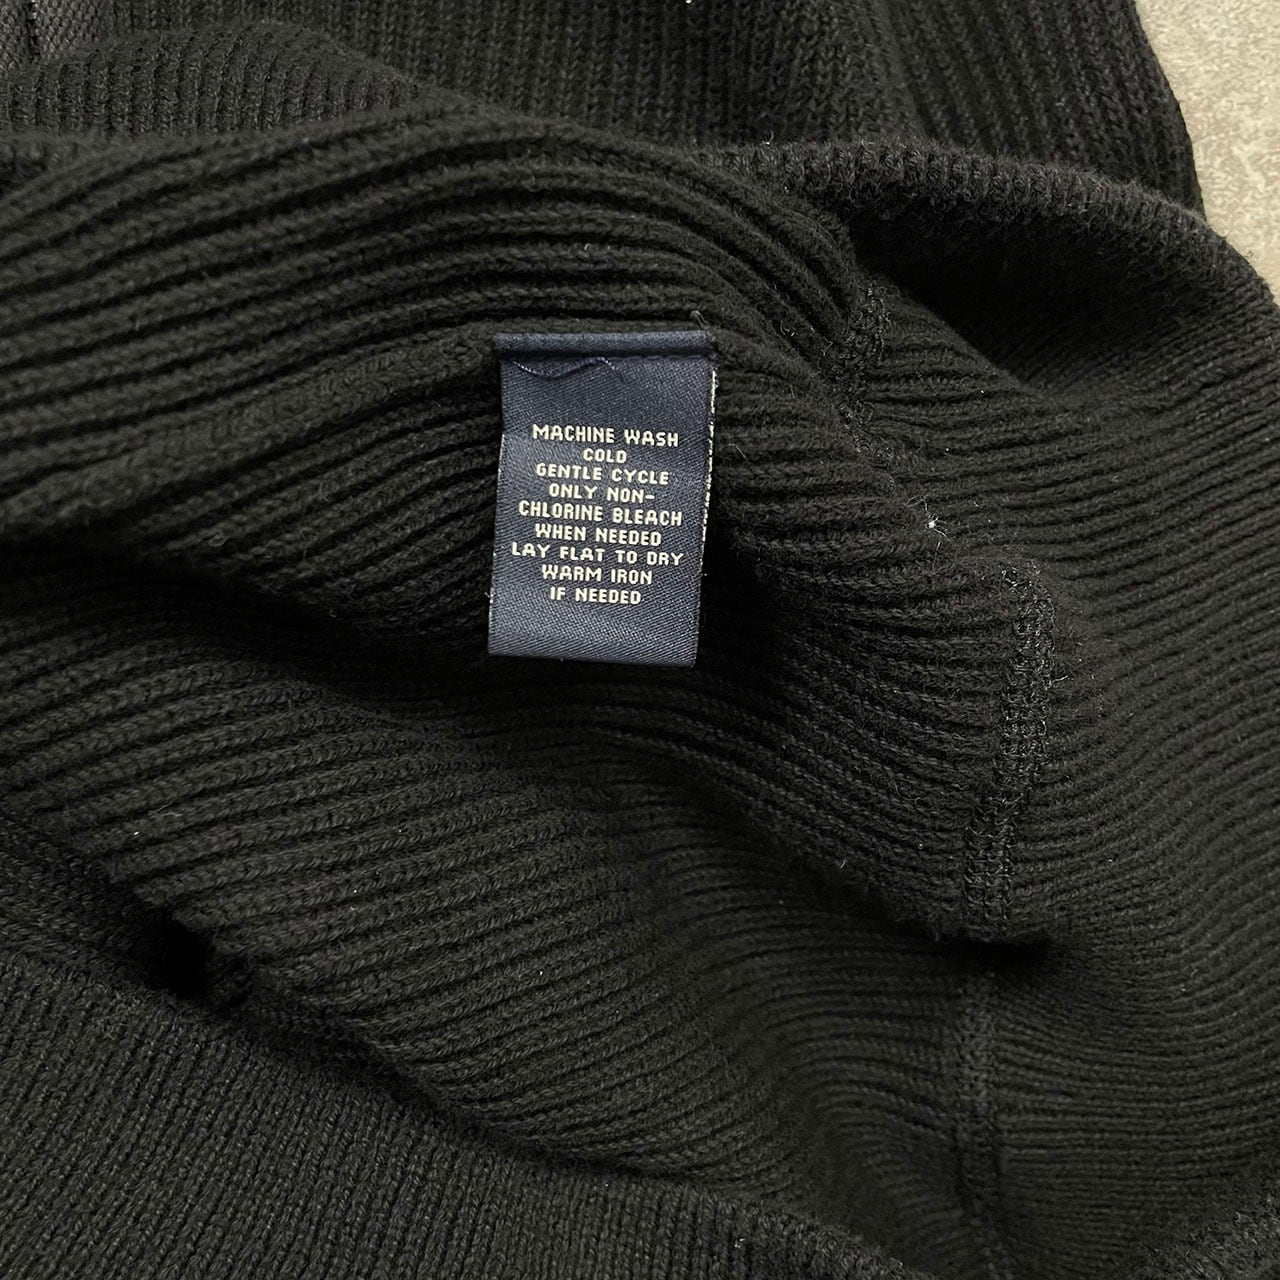 MACHINE WASH
COLD
GENTLE CYCLE
ONLY NON-
CHLORINE BLEACH
WHEN NEEDED
LAY FLAT TO DRY
WARM IRON
IF NEEDED